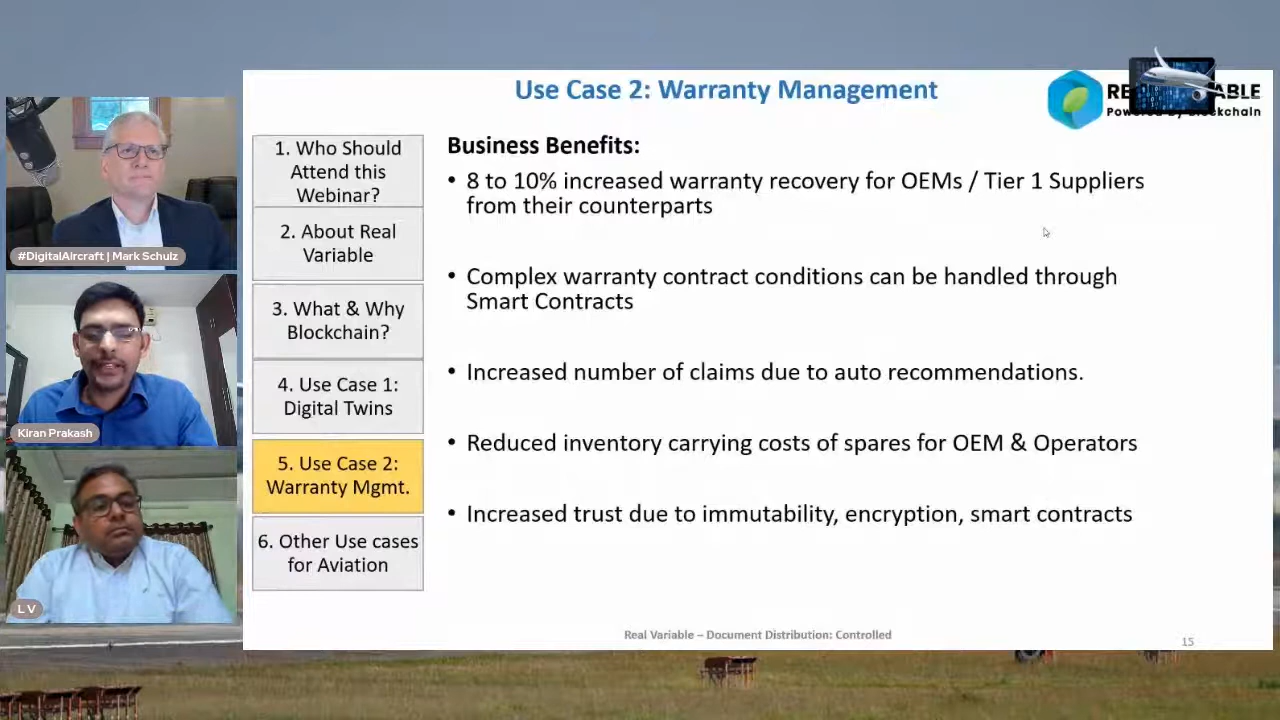 Use Case 2: Warranty Management
RE ABLE
Powered by Blockchain
#DigitalAircraft | Mark Schulz
Kiran Prakash
L V
1. Who Should
Attend this
Webinar?
2. About Real
Variable
3. What & Why
Blockchain?
4. Use Case 1:
Digital Twins
5. Use Case 2:
Warranty Mgmt.
6. Other Use cases
for Aviation
Business Benefits:
• 8 to 10% increased warranty recovery for OEMs / Tier 1 Suppliers
from their counterparts
• Complex warranty contract conditions can be handled through
Smart Contracts
• Increased number of claims due to auto recommendations.
• Reduced inventory carrying costs of spares for OEM & Operators
• Increased trust due to immutability, encryption, smart contracts
Real Variable – Document Distribution: Controlled
15